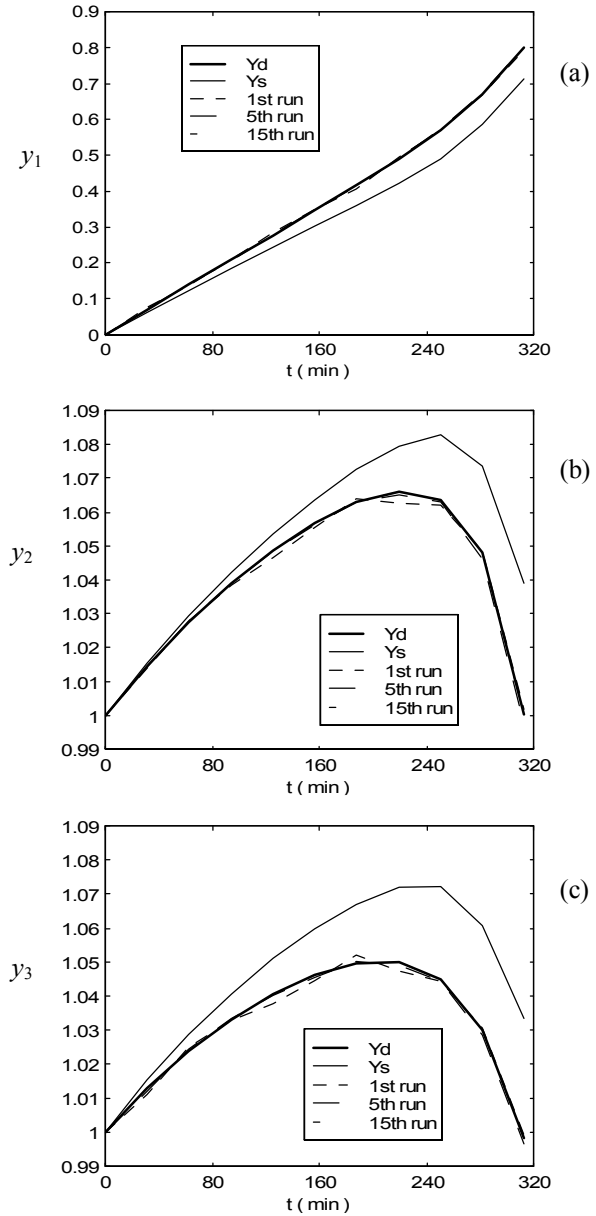 0.9
0.8
0.7
0.6
0.5
0.4
0.3
0.2
0.1
0
y1
Yd
Ys
1st run
5th run
15th run
(a)
0 80 160 240 320
t ( min )
1.09
1.08
1.07
1.06
1.05
1.04
1.03
1.02
1.01
1
0.99
y2
(b)
Yd
Ys
1st run
5th run
15th run
0 80 160 240 320
t ( min )
1.09
1.08
1.07
1.06
1.05
1.04
1.03
1.02
1.01
1
0.99
y3
(c)
Yd
Ys
1st run
5th run
15th run
0 80 160 240 320
t ( min )